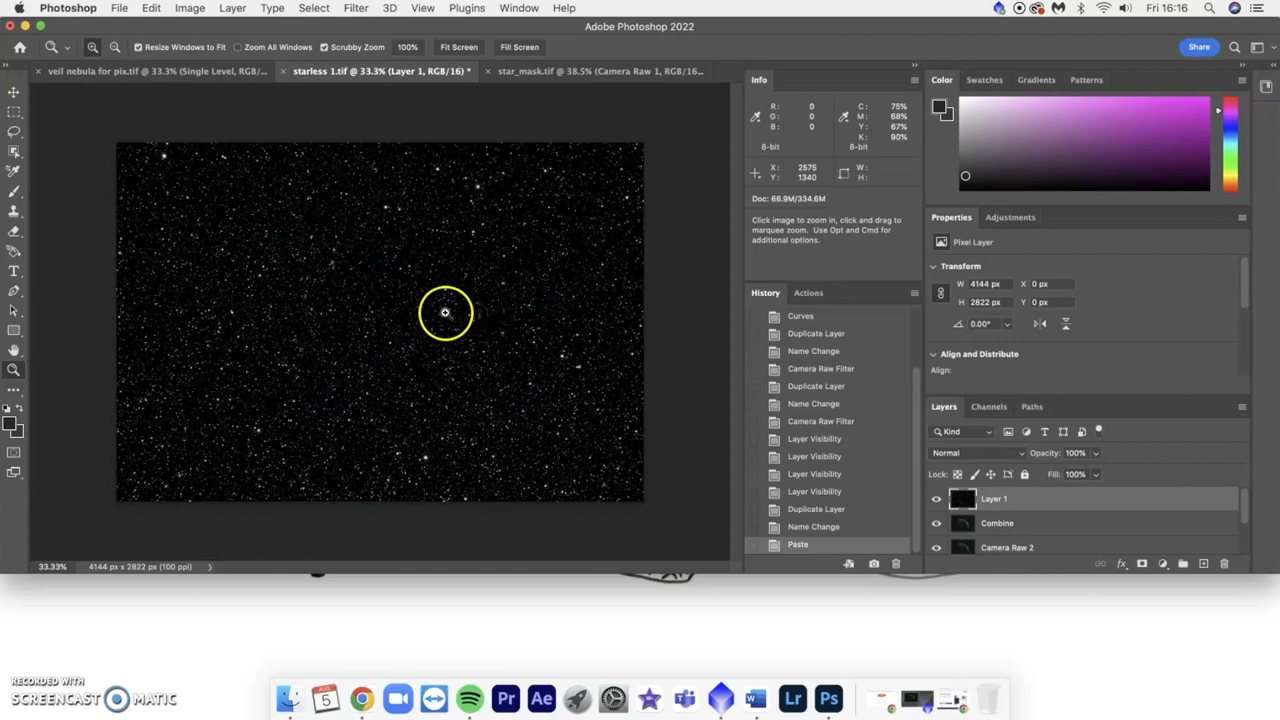 Photoshop File Edit Image Layer Type Select Filter 3D View Plugins Window Help Fri 16:16
Adobe Photoshop 2022
Resize Windows to Fit Zoom All Windows Scrubby Zoom 100% Fit Screen Fill Screen Share
veil nebula for pix.tif @ 33.3% (Single Level, RGB/... starless 1.tif @ 33.3% (Layer 1, RGB/16) * star_mask.tif @ 38.5% (Camera Raw 1, RGB/16...
Info
R: 0
G: 0
B: 0
8-bit
C: 75%
M: 68%
Y: 67%
K: 90%
8-bit
X: 2575
Y: 1340
W:
H:
Doc: 66.9M/334.6M
Click image to zoom in, click and drag to
marquee zoom. Use Opt and Cmd for
additional options.
History Actions
Curves
Duplicate Layer
Name Change
Camera Raw Filter
Duplicate Layer
Name Change
Camera Raw Filter
Layer Visibility
Layer Visibility
Layer Visibility
Layer Visibility
Duplicate Layer
Name Change
Paste
Color Swatches Gradients Patterns
Properties Adjustments
Pixel Layer
Transform
W 4144 px X 0 px
H 2822 px Y 0 px
0.00°
Align and Distribute
Align:
Layers Channels Paths
Kind
Normal Opacity: 100%
Lock: Fill: 100%
Layer 1
Combine
Camera Raw 2
33.33% 4144 px x 2822 px (100 ppi)
RECORDED WITH
SCREENCAST MATIC
AUG
5
Pr Ae Lr Ps